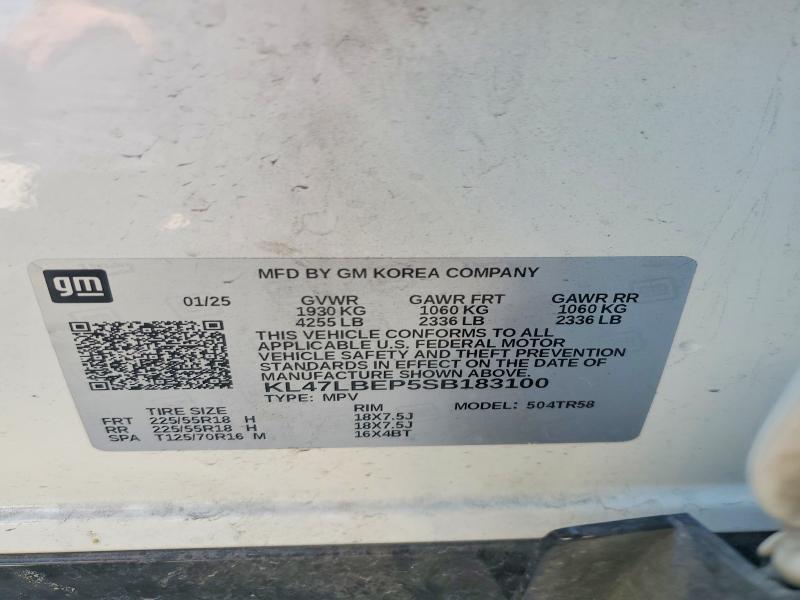 gm
MFD BY GM KOREA COMPANY
01/25 GVWR GAWR FRT GAWR RR
1930 KG 1060 KG 1060 KG
4255 LB 2336 LB 2336 LB
THIS VEHICLE CONFORMS TO ALL
APPLICABLE U.S. FEDERAL MOTOR
VEHICLE SAFETY AND THEFT PREVENTION
STANDARDS IN EFFECT ON THE DATE OF
MANUFACTURE SHOWN ABOVE.
KL47LBEP5SB183100
TYPE: MPV
TIRE SIZE RIM MODEL: 504TR58
FRT 225/55R18 H 18X7.5J
RR 225/55R18 H 18X7.5J
SPA T125/70R16 M 16X4BT